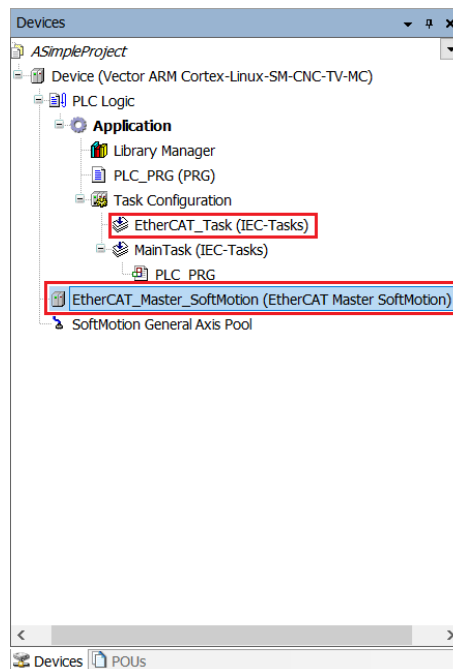 Devices
ASimpleProject
Device (Vector ARM Cortex-Linux-SM-CNC-TV-MC)
PLC Logic
Application
Library Manager
PLC_PRG (PRG)
Task Configuration
EtherCAT_Task (IEC-Tasks)
MainTask (IEC-Tasks)
PLC_PRG
EtherCAT_Master_SoftMotion (EtherCAT Master SoftMotion)
SoftMotion General Axis Pool
Devices POUs